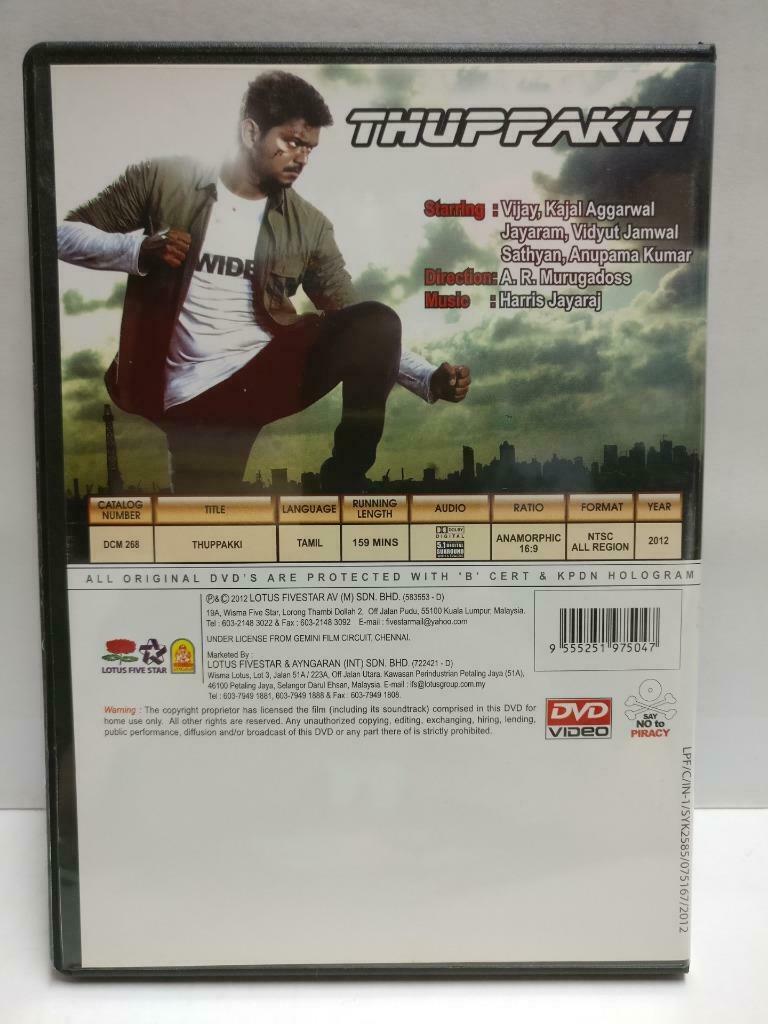 THUPPAKKI
WIDE
Starring : Vijay, Kajal Aggarwal
Jayaram, Vidyut Jamwal
Sathyan, Anupama Kumar
Direction: A. R. Murugadoss
Music : Harris Jayaraj
CATALOG NUMBER TITLE LANGUAGE RUNNING LENGTH AUDIO RATIO FORMAT YEAR
DCM 268 THUPPAKKI TAMIL 159 MINS DOLBY DIGITAL 5.1 SURROUND ANAMORPHIC 16:9 NTSC ALL REGION 2012
ALL ORIGINAL DVD'S ARE PROTECTED WITH 'B' CERT & KPDN HOLOGRAM
℗&© 2012 LOTUS FIVESTAR AV (M) SDN. BHD. (583553 - D)
19A, Wisma Five Star, Lorong Thambi Dollah 2, Off Jalan Pudu, 55100 Kuala Lumpur, Malaysia.
Tel : 603-2148 3022 & Fax : 603-2148 3092 E-mail : fivestarmail@yahoo.com
UNDER LICENSE FROM GEMINI FILM CIRCUIT, CHENNAI.
Marketed By :
LOTUS FIVESTAR & AYNGARAN (INT) SDN. BHD. (722421 - D)
Wisma Lotus, Lot 3, Jalan 51A / 223A, Off Jalan Utara, Kawasan Perindustrian Petaling Jaya (51A),
46100 Petaling Jaya, Selangor Darul Ehsan, Malaysia. E-mail : ifs@lotusgroup.com.my
Tel : 603-7949 1881, 603-7949 1888 & Fax : 603-7949 1808.
LOTUS FIVE STAR
9 555251 975047
Warning : The copyright proprietor has licensed the film (including its soundtrack) comprised in this DVD for
home use only. All other rights are reserved. Any unauthorized copying, editing, exchanging, hiring, lending,
public performance, diffusion and/or broadcast of this DVD or any part there of is strictly prohibited.
DVD
VIDEO
SAY
NO to
PIRACY
LPF/C/IN-1/SYK2585/075167/2012